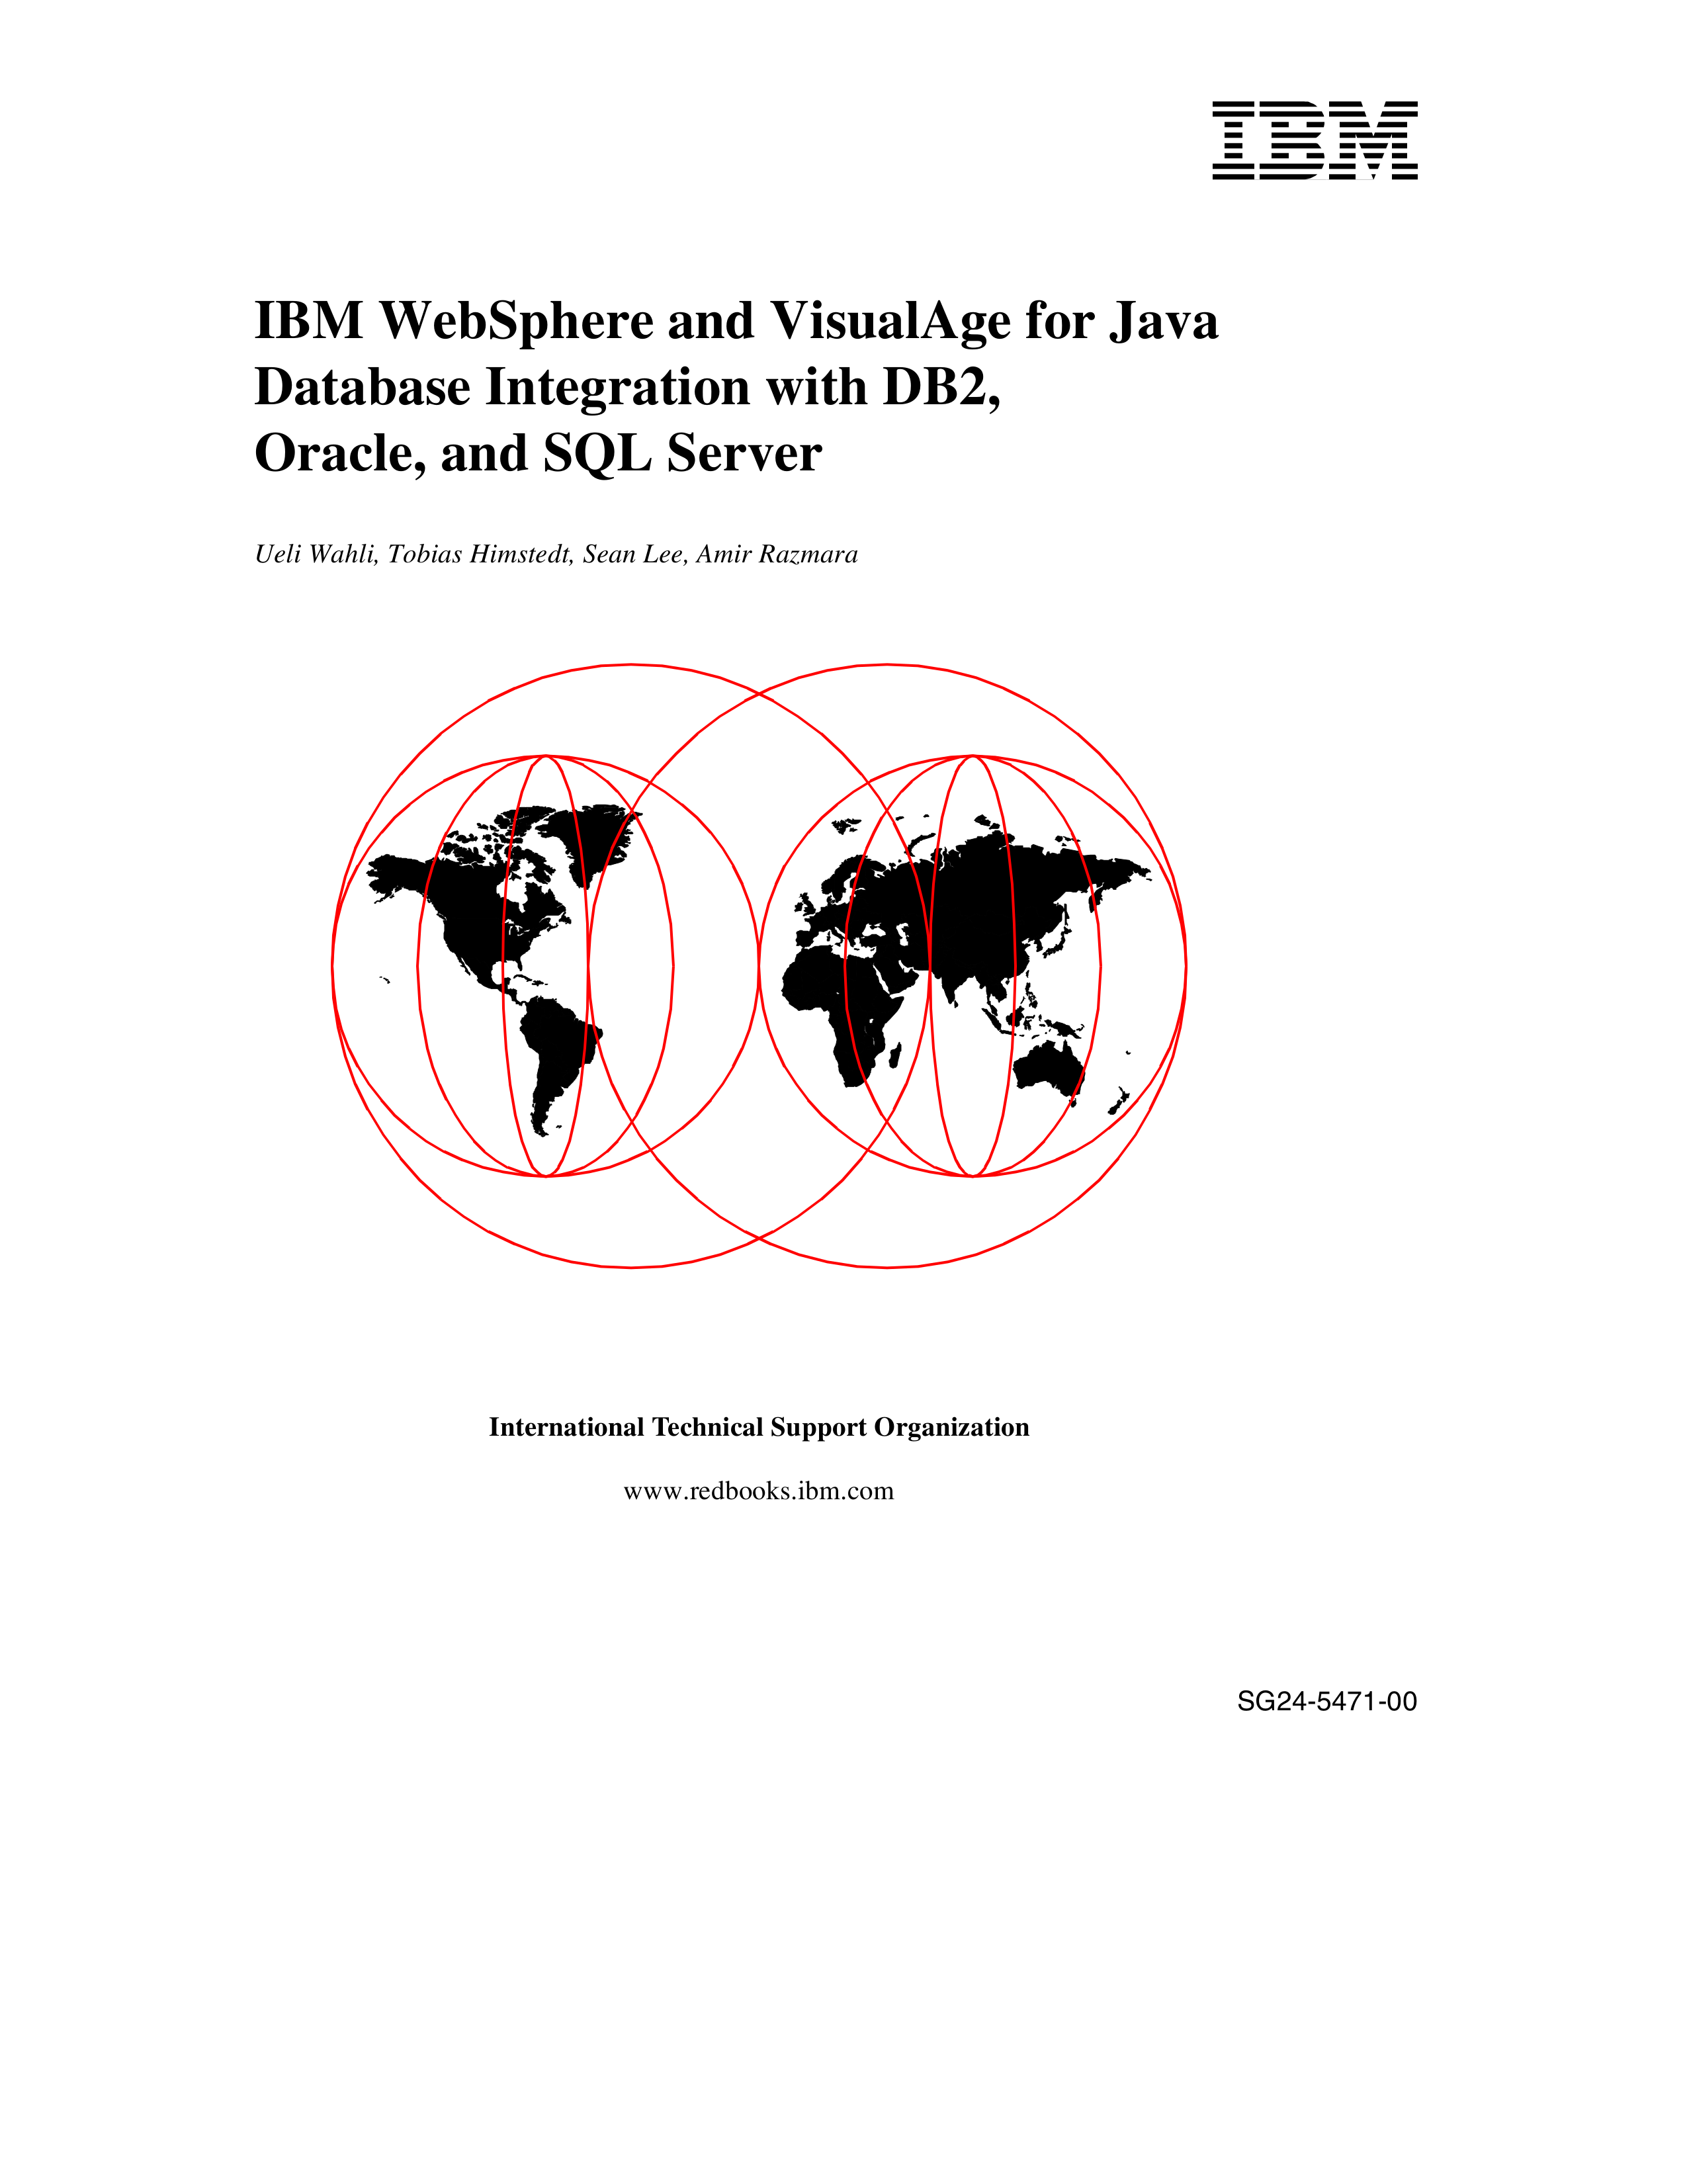 IBM
IBM WebSphere and VisualAge for Java
Database Integration with DB2,
Oracle, and SQL Server
Ueli Wahli, Tobias Himstedt, Sean Lee, Amir Razmara
International Technical Support Organization
www.redbooks.ibm.com
SG24-5471-00